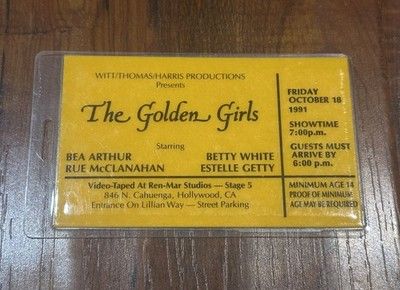 WITT/THOMAS/HARRIS PRODUCTIONS
Presents
The Golden Girls
Starring
BEA ARTHUR BETTY WHITE
RUE McCLANAHAN ESTELLE GETTY
Video-Taped At Ren-Mar Studios — Stage 5
846 N. Cahuenga, Hollywood, CA
Entrance On Lillian Way — Street Parking
FRIDAY
OCTOBER 18
1991
SHOWTIME
7:00p.m.
GUESTS MUST
ARRIVE BY
6:00 p.m.
MINIMUM AGE 14
PROOF OF MINIMUM
AGE MAY BE REQUIRED